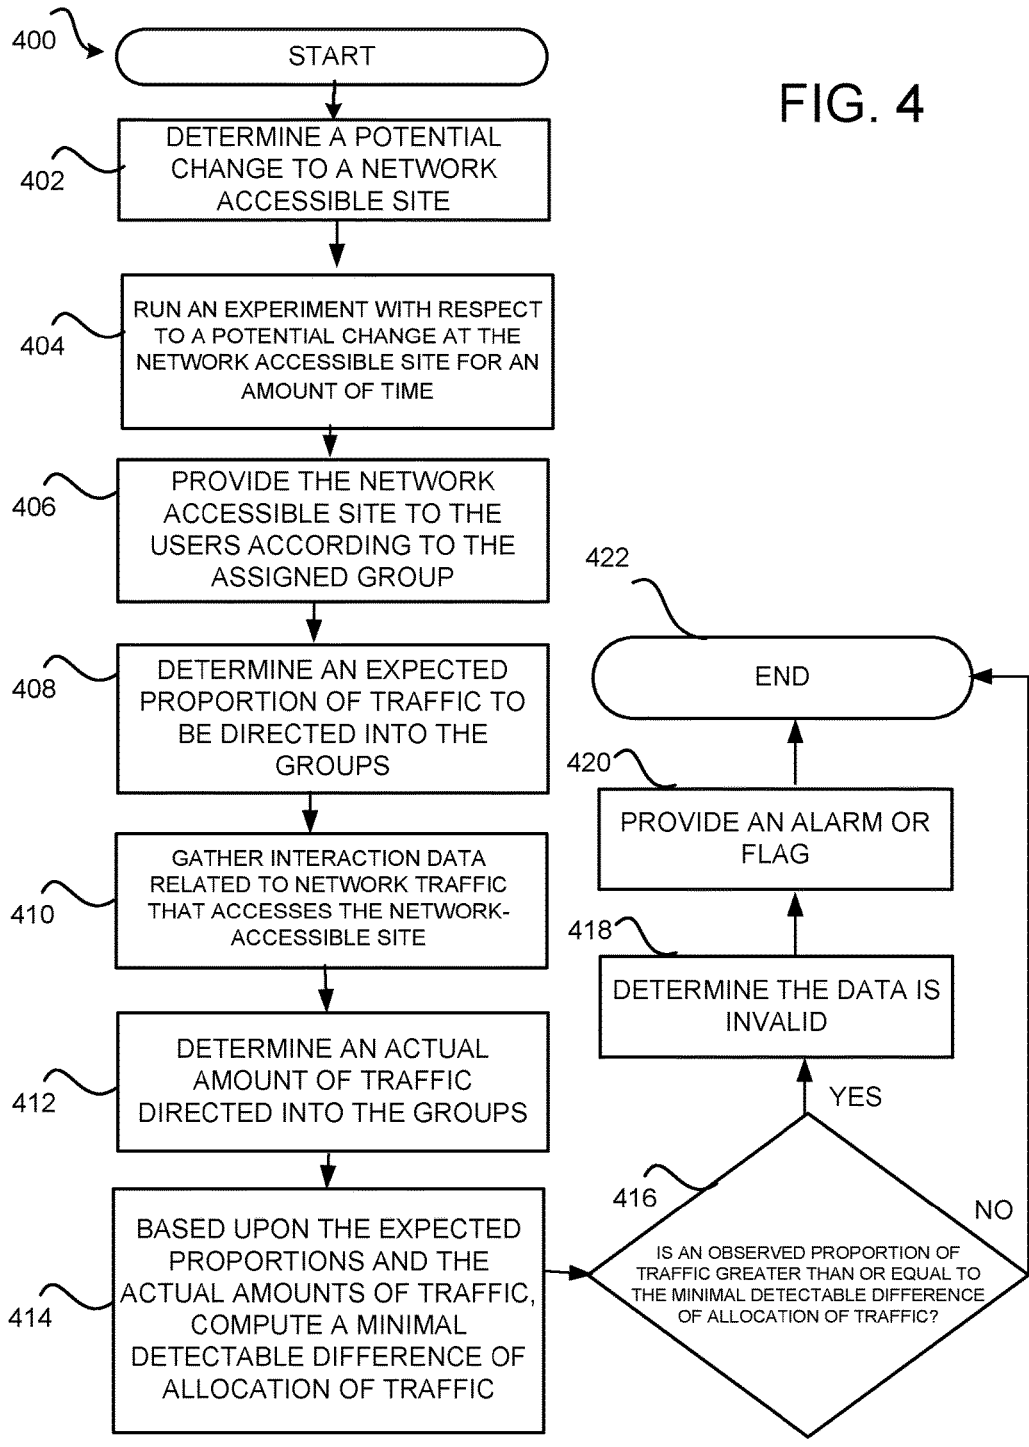 400
START
FIG. 4
402
DETERMINE A POTENTIAL
CHANGE TO A NETWORK
ACCESSIBLE SITE
404
RUN AN EXPERIMENT WITH RESPECT
TO A POTENTIAL CHANGE AT THE
NETWORK ACCESSIBLE SITE FOR AN
AMOUNT OF TIME
406
PROVIDE THE NETWORK
ACCESSIBLE SITE TO THE
USERS ACCORDING TO THE
ASSIGNED GROUP
408
DETERMINE AN EXPECTED
PROPORTION OF TRAFFIC TO
BE DIRECTED INTO THE
GROUPS
410
GATHER INTERACTION DATA
RELATED TO NETWORK TRAFFIC
THAT ACCESSES THE NETWORK-
ACCESSIBLE SITE
412
DETERMINE AN ACTUAL
AMOUNT OF TRAFFIC
DIRECTED INTO THE GROUPS
414
BASED UPON THE EXPECTED
PROPORTIONS AND THE
ACTUAL AMOUNTS OF TRAFFIC,
COMPUTE A MINIMAL
DETECTABLE DIFFERENCE OF
ALLOCATION OF TRAFFIC
416
IS AN OBSERVED PROPORTION OF
TRAFFIC GREATER THAN OR EQUAL TO
THE MINIMAL DETECTABLE DIFFERENCE
OF ALLOCATION OF TRAFFIC?
YES
NO
418
DETERMINE THE DATA IS
INVALID
420
PROVIDE AN ALARM OR
FLAG
422
END